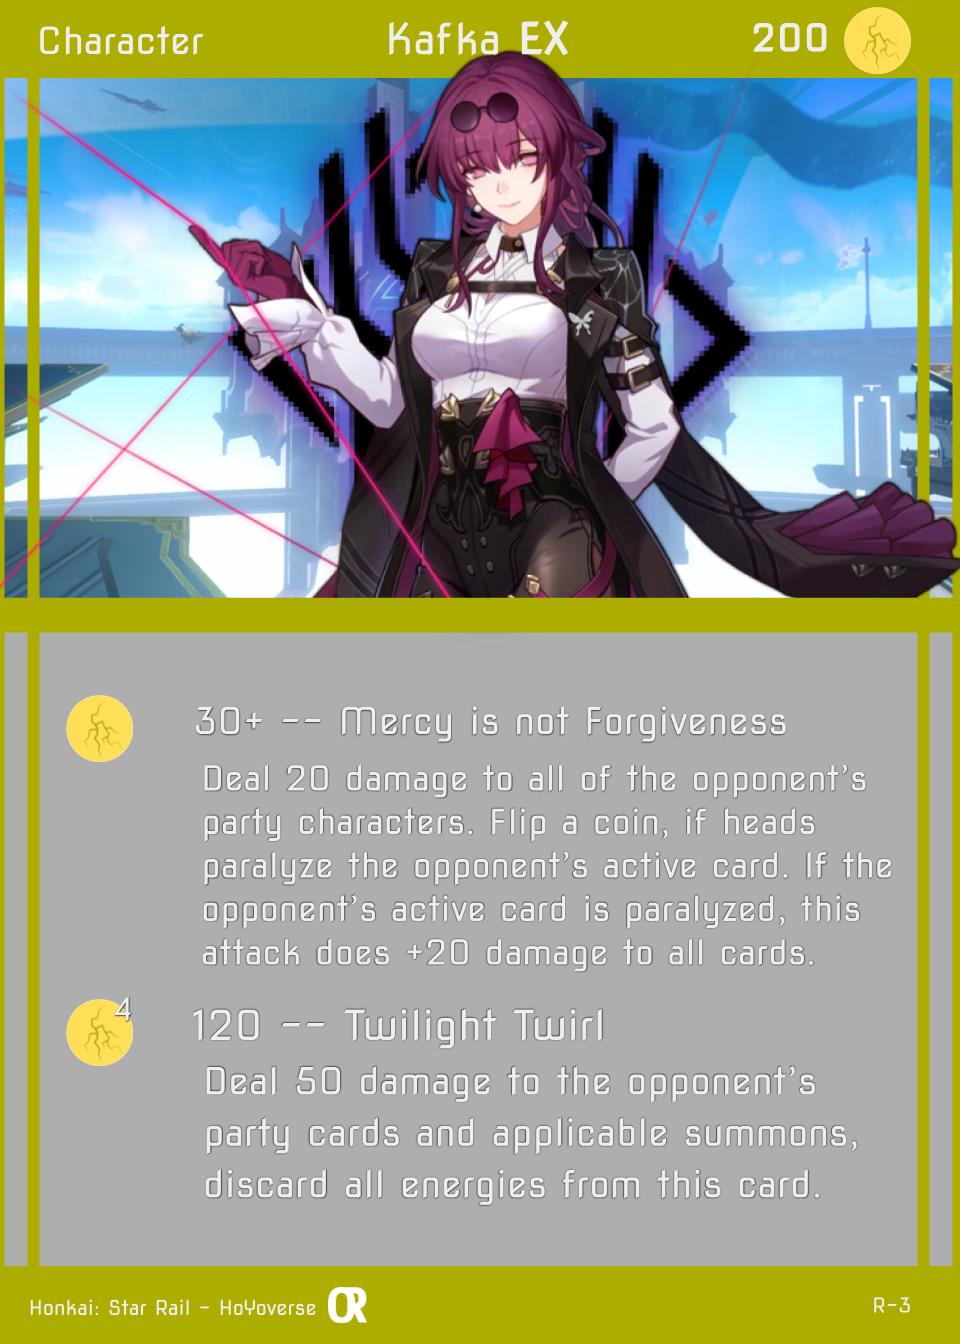 Character Kafka EX 200
30+ -- Mercy is not Forgiveness
Deal 20 damage to all of the opponent's
party characters. Flip a coin, if heads
paralyze the opponent's active card. If the
opponent's active card is paralyzed, this
attack does +20 damage to all cards.
4 120 -- Twilight Twirl
Deal 50 damage to the opponent's
party cards and applicable summons,
discard all energies from this card.
Honkai: Star Rail - HoYoverse OR R-3